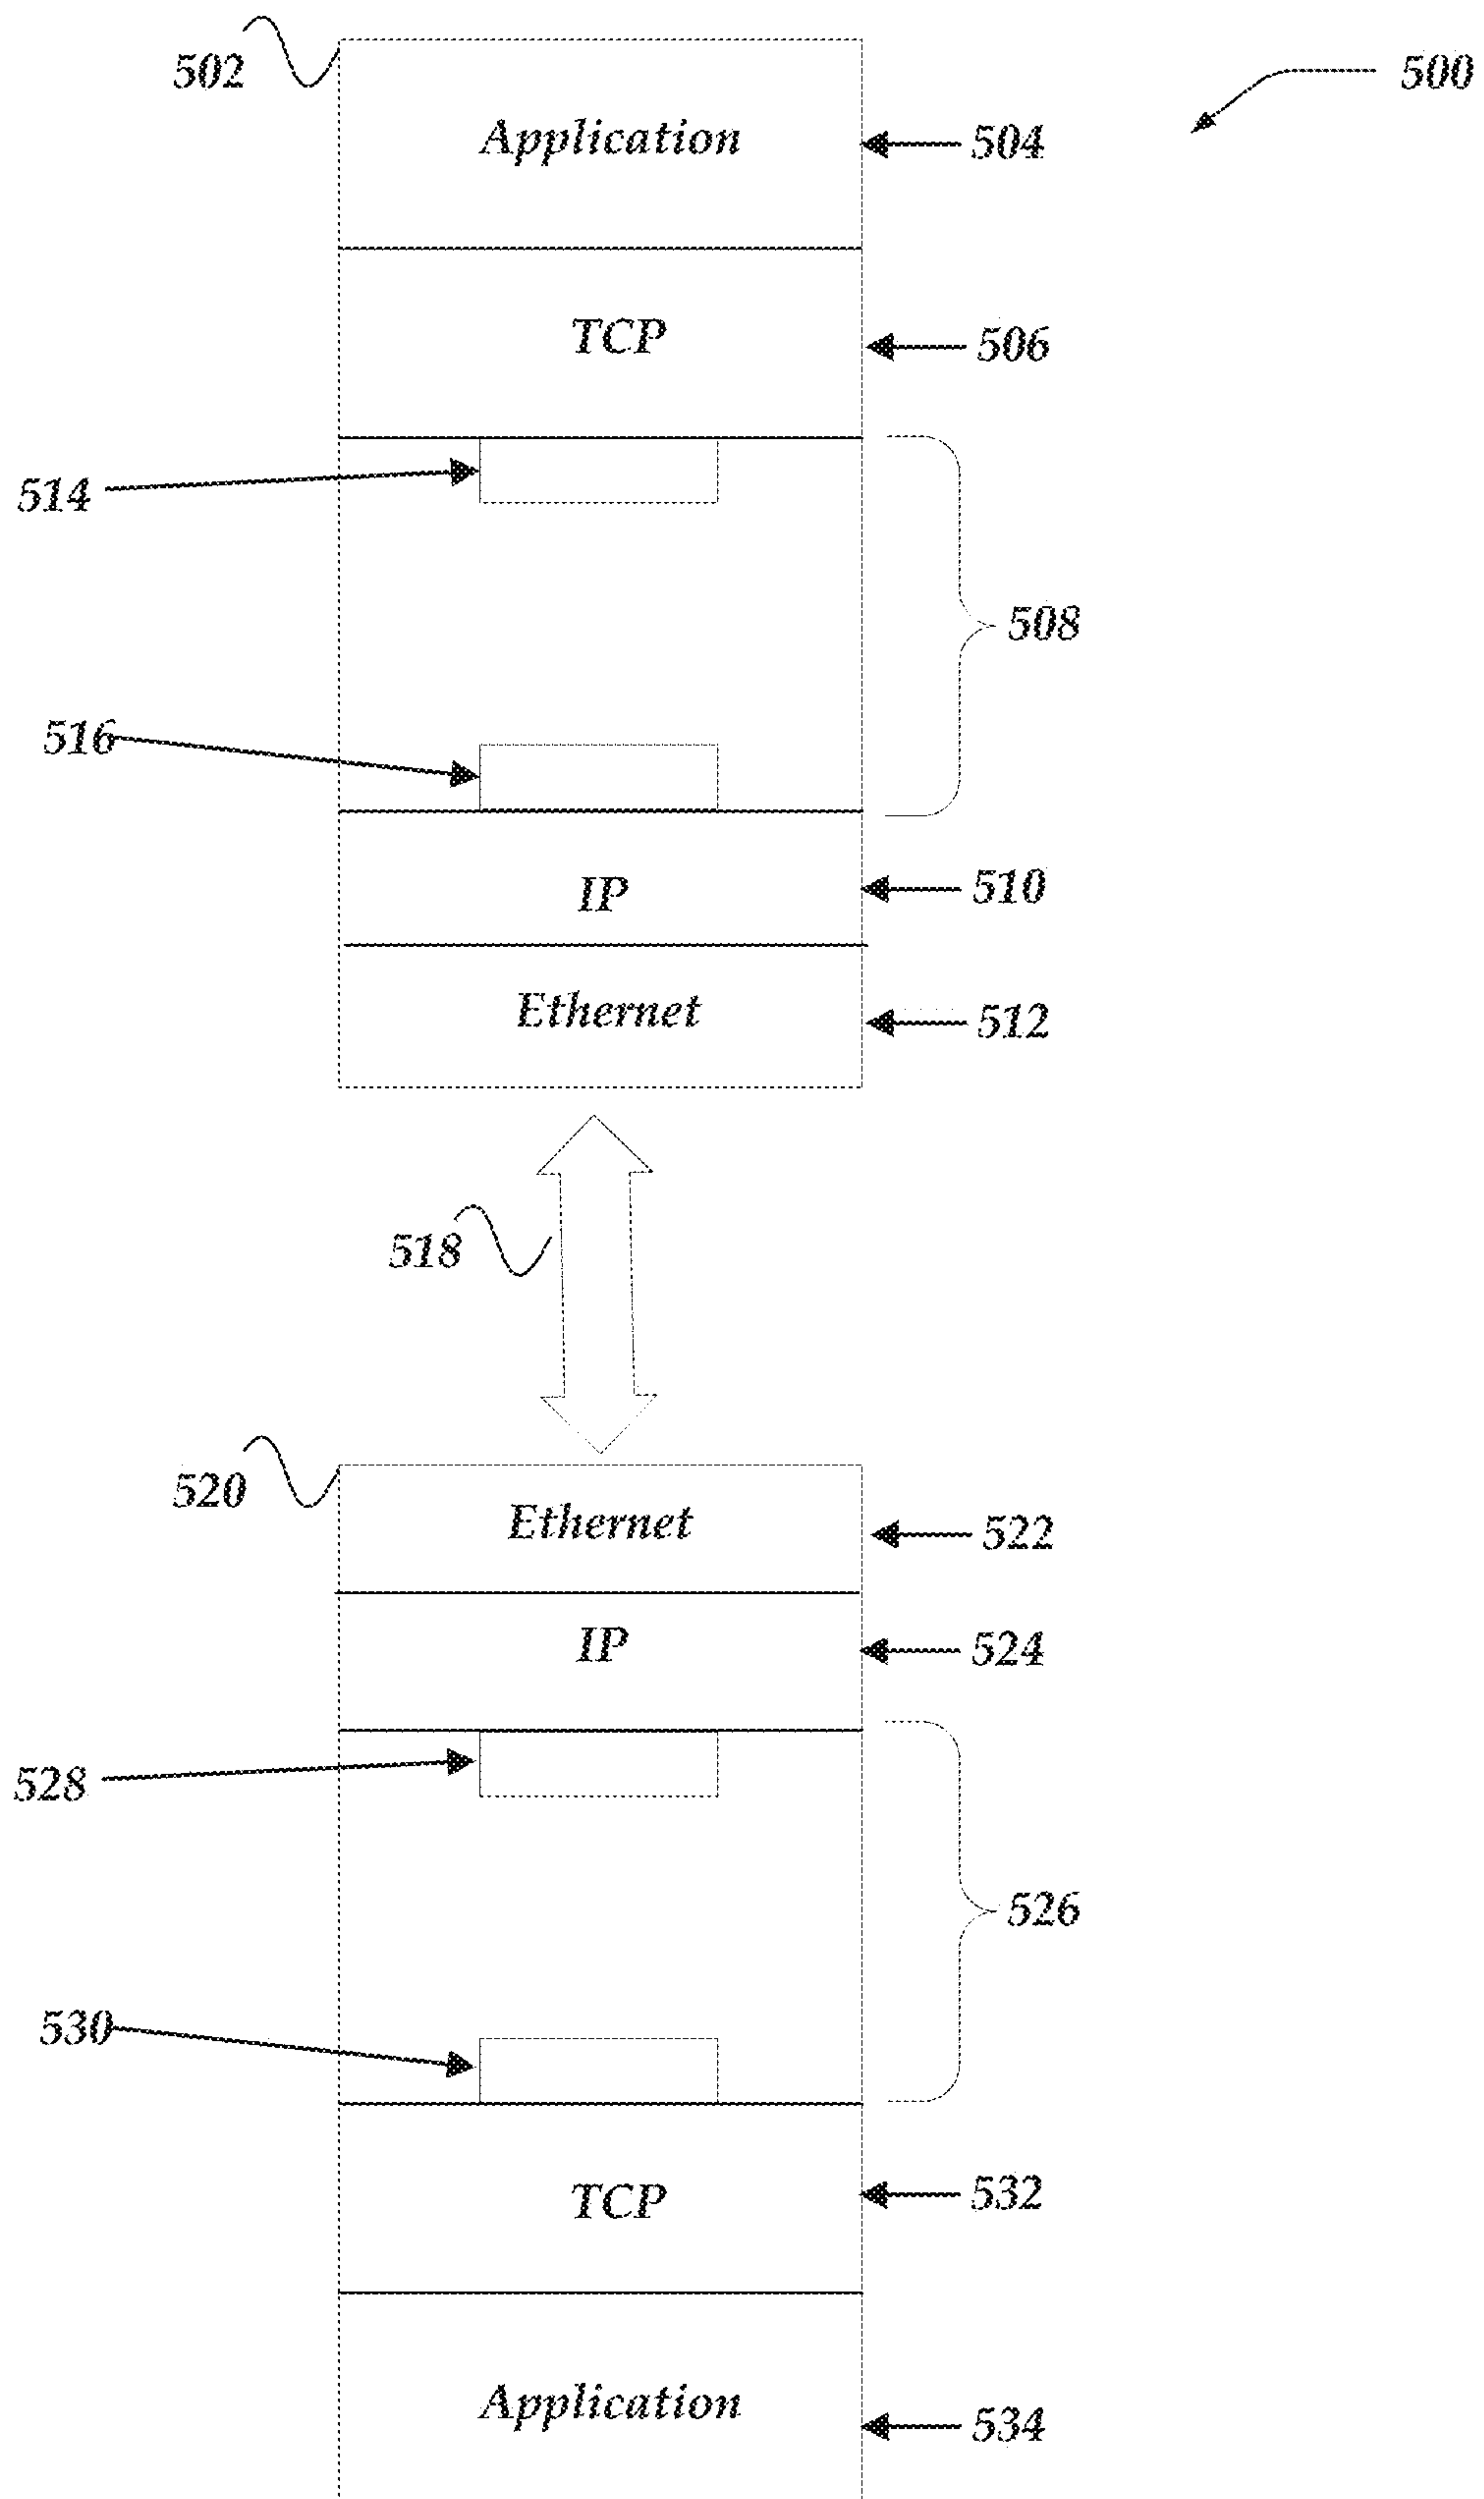 502
500
Application
504
TCP
506
514
508
516
IP
510
Ethernet
512
518
520
Ethernet
522
IP
524
528
526
530
TCP
532
Application
534